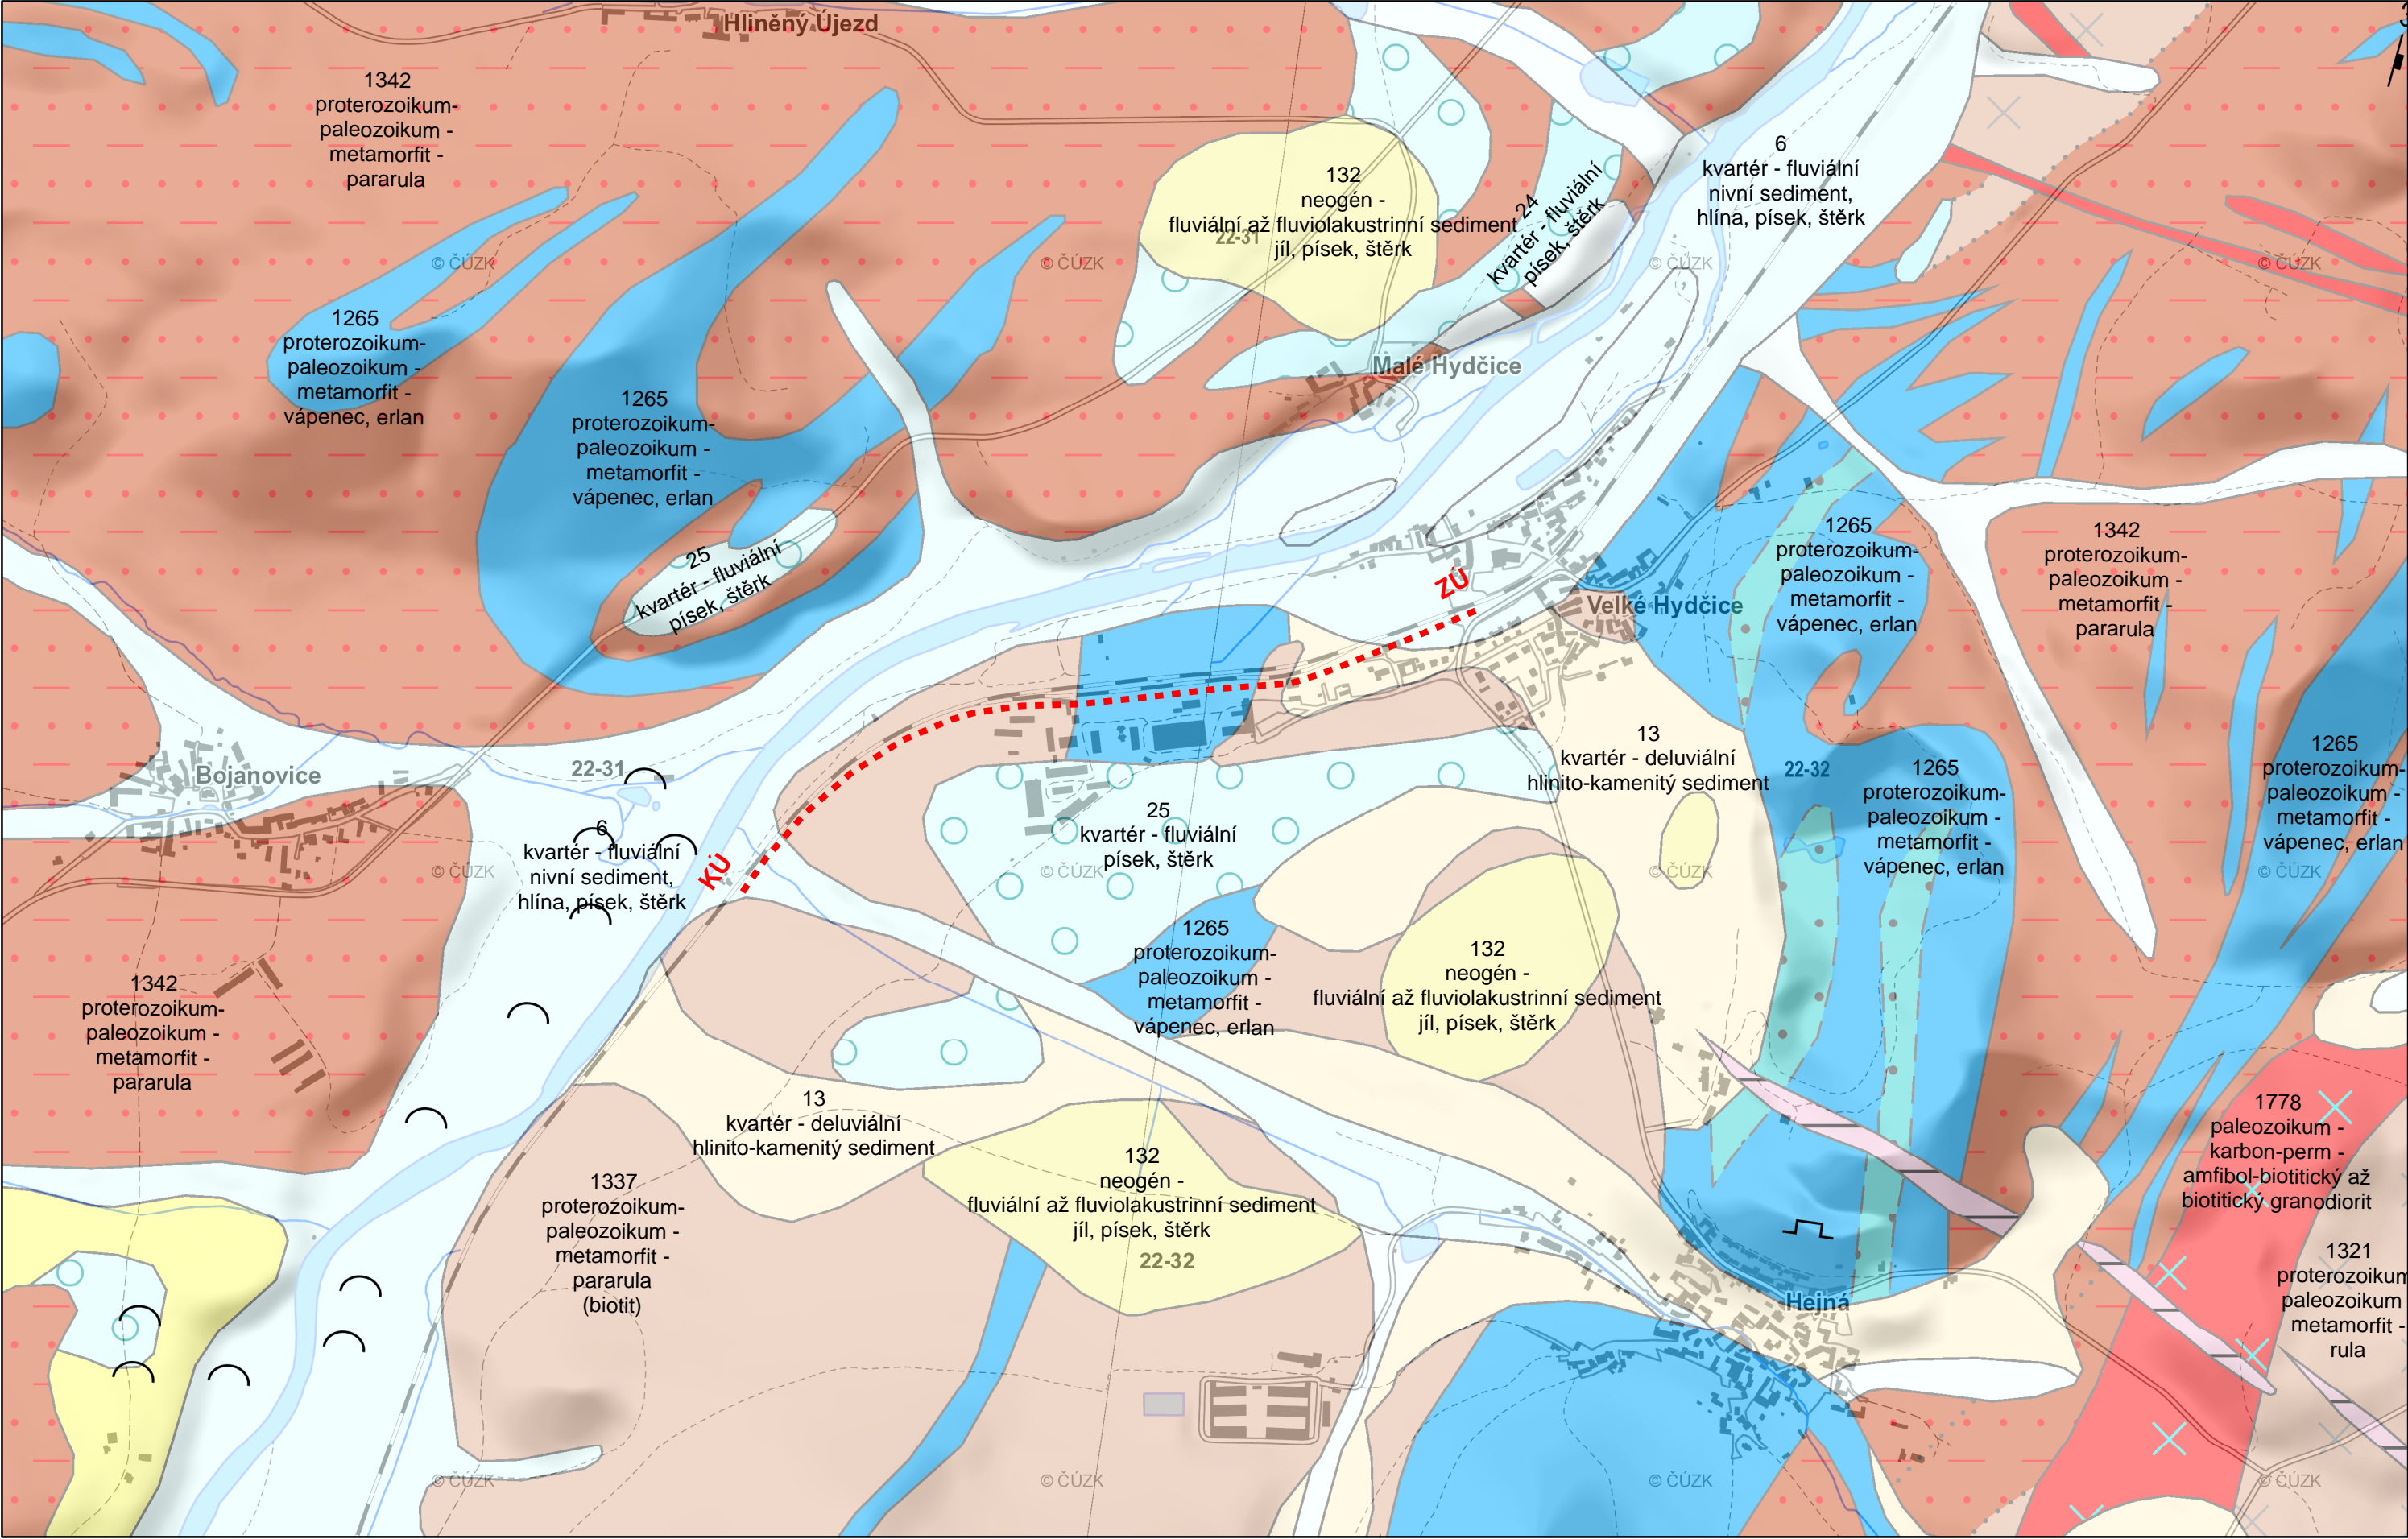 Hliněný Újezd
1342
proterozoikum-
paleozoikum -
metamorfit -
pararula
6
kvartér - fluviální
nivní sediment,
hlína, písek, štěrk
132
neogén -
fluviální až fluviolakustrinní sediment
jíl, písek, štěrk
22-31
24
kvartér - fluviální
písek, štěrk
© ČÚZK
© ČÚZK
© ČÚZK
© ČÚZK
1265
proterozoikum-
paleozoikum -
metamorfit -
vápenec, erlan
Malé Hydčice
1265
proterozoikum-
paleozoikum -
metamorfit -
vápenec, erlan
25
kvartér - fluviální
písek, štěrk
1265
proterozoikum-
paleozoikum -
metamorfit -
vápenec, erlan
1342
proterozoikum-
paleozoikum -
metamorfit -
pararula
ZÚ
Velké Hydčice
13
kvartér - deluviální
hlinito-kamenitý sediment
22-32
1265
proterozoikum-
paleozoikum -
metamorfit -
vápenec, erlan
1265
proterozoikum-
paleozoikum -
metamorfit -
vápenec, erlan
Bojanovice
22-31
6
kvartér - fluviální
nivní sediment,
hlína, písek, štěrk
KÚ
25
kvartér - fluviální
písek, štěrk
© ČÚZK
© ČÚZK
© ČÚZK
© ČÚZK
1265
proterozoikum-
paleozoikum -
metamorfit -
vápenec, erlan
132
neogén -
fluviální až fluviolakustrinní sediment
jíl, písek, štěrk
1342
proterozoikum-
paleozoikum -
metamorfit -
pararula
13
kvartér - deluviální
hlinito-kamenitý sediment
132
neogén -
fluviální až fluviolakustrinní sediment
jíl, písek, štěrk
22-32
1337
proterozoikum-
paleozoikum -
metamorfit -
pararula
(biotit)
1778
paleozoikum -
karbon-perm -
amfibol-biotitický až
biotitický granodiorit
1321
proterozoikum
paleozoikum
metamorfit -
rula
Hejná
© ČÚZK
© ČÚZK
© ČÚZK
© ČÚZK